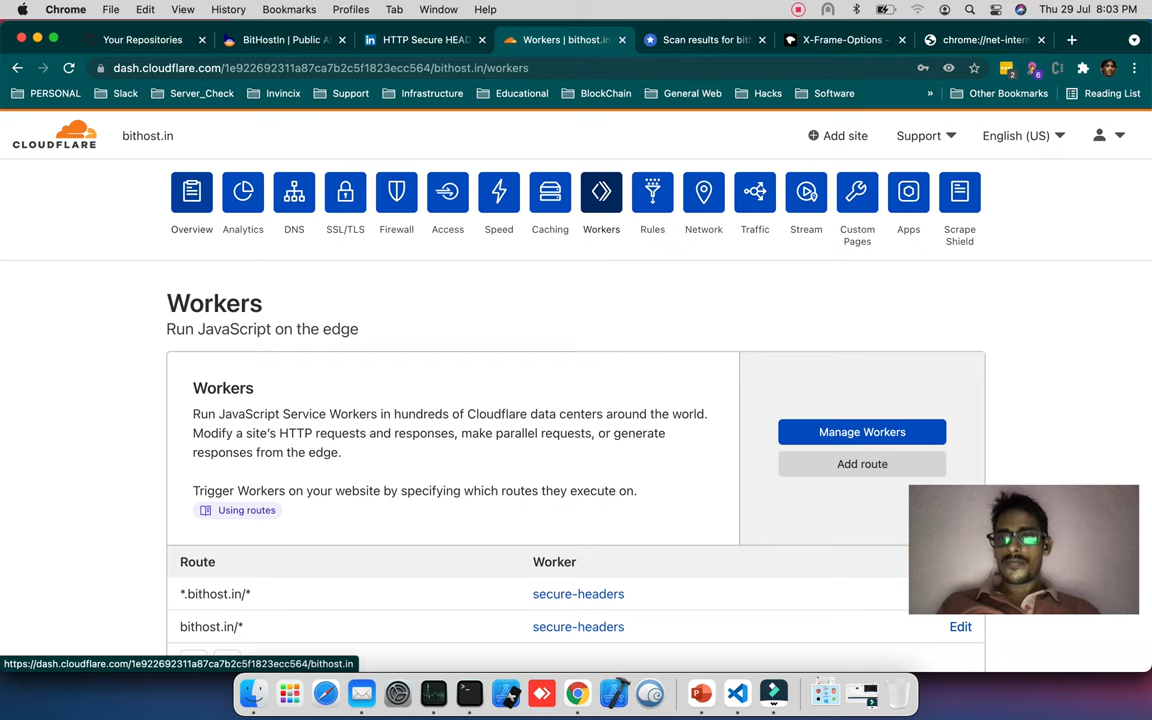 Chrome File Edit View History Bookmarks Profiles Tab Window Help Thu 29 Jul 8:03 PM
Your Repositories BitHostIn | Public A HTTP Secure HEAD Workers | bithost.in Scan results for bit X-Frame-Options - chrome://net-intern
dash.cloudflare.com/1e922692311a87ca7b2c5f1823ecc564/bithost.in/workers 2 6
PERSONAL Slack Server_Check Invincix Support Infrastructure Educational BlockChain General Web Hacks Software » Other Bookmarks Reading List
CLOUDFLARE bithost.in Add site Support English (US)
Overview Analytics DNS SSL/TLS Firewall Access Speed Caching Workers Rules Network Traffic Stream Custom Pages Apps Scrape Shield
Workers
Run JavaScript on the edge
Workers
Run JavaScript Service Workers in hundreds of Cloudflare data centers around the world.
Modify a site's HTTP requests and responses, make parallel requests, or generate
responses from the edge.
Manage Workers
Add route
Trigger Workers on your website by specifying which routes they execute on.
Using routes
Route Worker
*.bithost.in/* secure-headers
bithost.in/* secure-headers Edit
https://dash.cloudflare.com/1e922692311a87ca7b2c5f1823ecc564/bithost.in